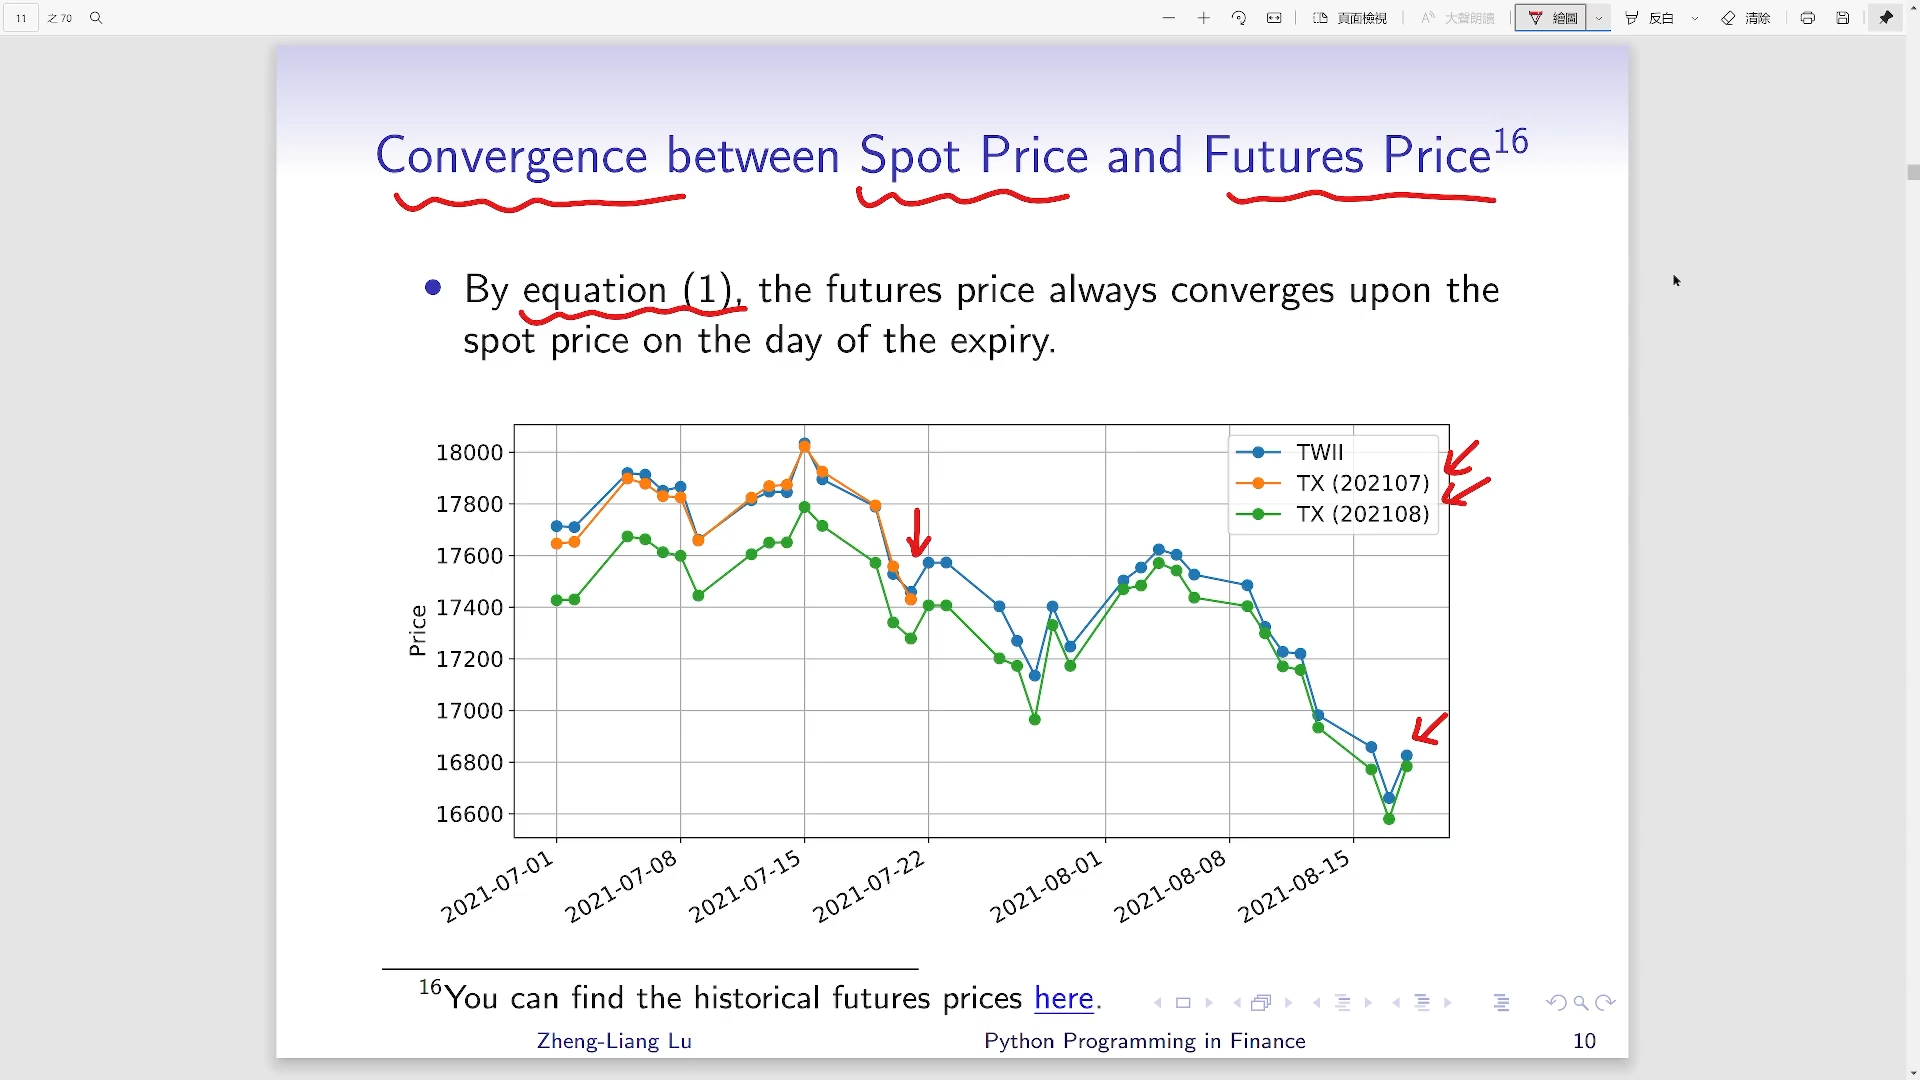 11 之 70 頁面檢視 大聲朗讀 繪圖 反白 清除
Convergence between Spot Price and Futures Price16
By equation (1), the futures price always converges upon the
spot price on the day of the expiry.
TWII
TX (202107)
TX (202108)
Price
18000
17800
17600
17400
17200
17000
16800
16600
2021-07-01 2021-07-08 2021-07-15 2021-07-22 2021-08-01 2021-08-08 2021-08-15
16You can find the historical futures prices here.
Zheng-Liang Lu Python Programming in Finance 10